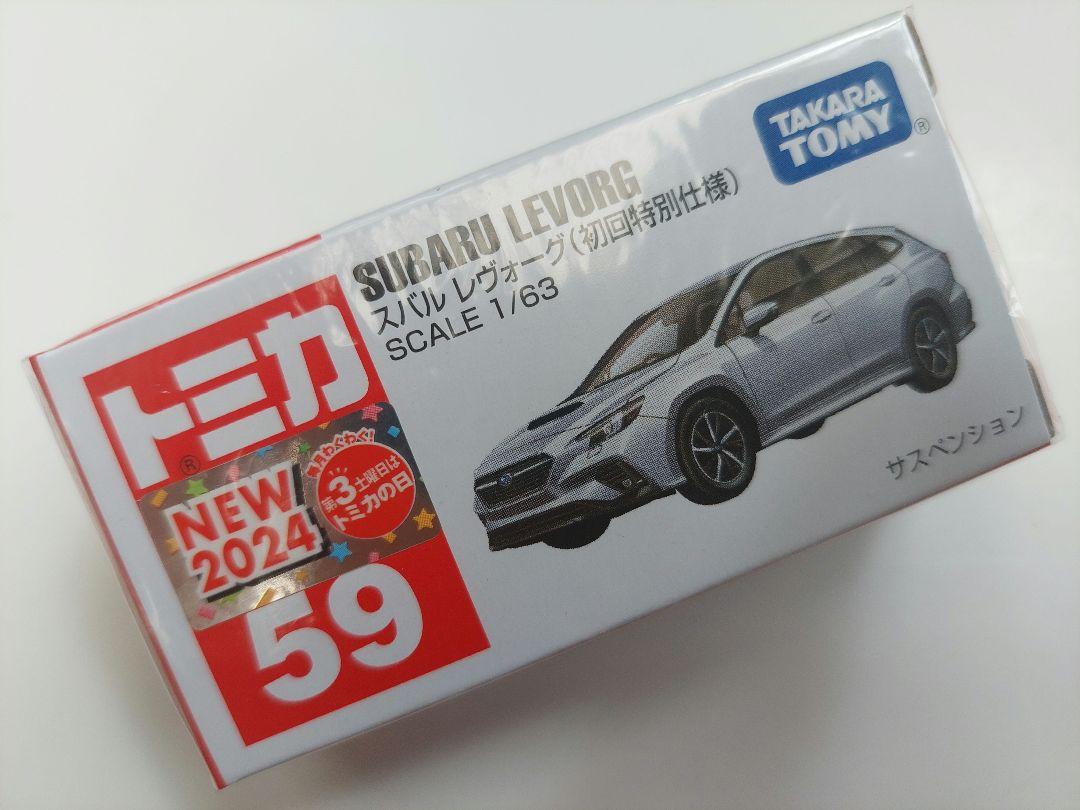 TAKARA
TOMY
®
SUBARU LEVORG
スバル レヴォーグ(初回特別仕様)
SCALE 1/63
トミカ
®
NEW
2024
毎月わくわく!
第3土曜日は
トミカの日
59
サスペンション